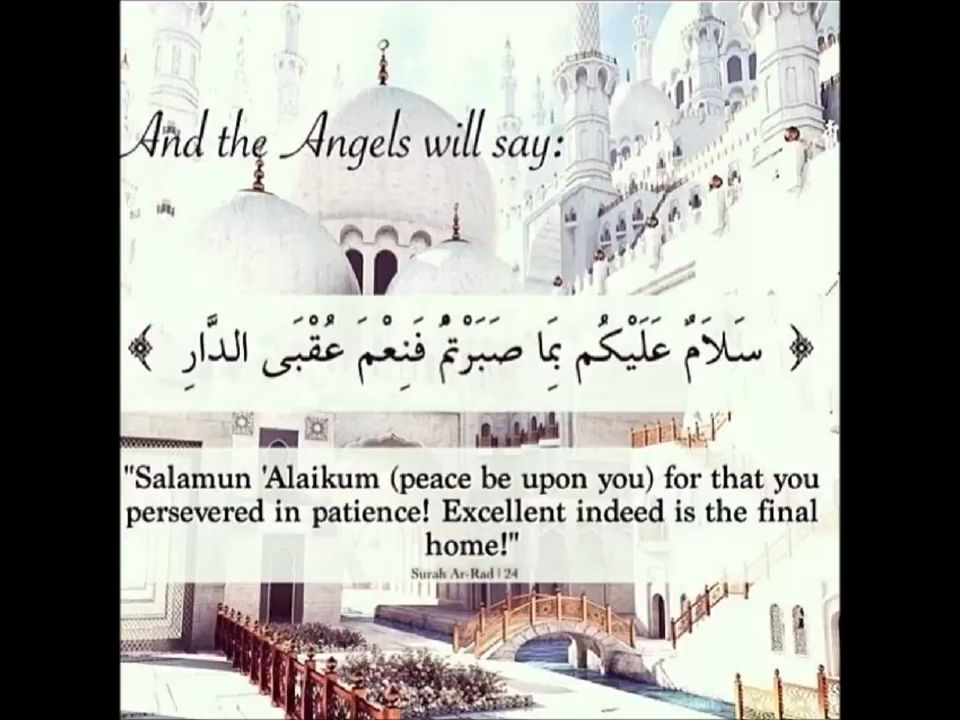 And the Angels will say:
﴿ سَلَامٌ عَلَيْكُم بِمَا صَبَرْتُمْ فَنِعْمَ عُقْبَى الدَّارِ ﴾
"Salamun 'Alaikum (peace be upon you) for that you
persevered in patience! Excellent indeed is the final
home!"
Surah Ar-Rad | 24